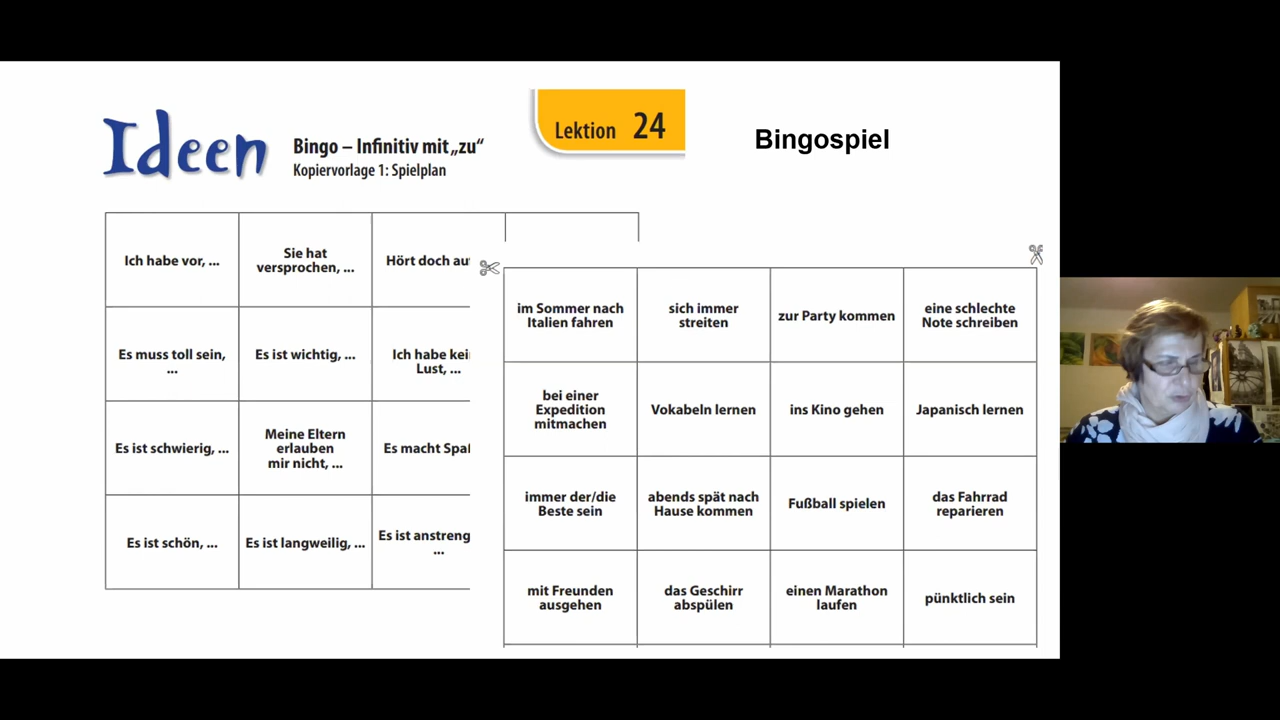 Ideen
Bingo – Infinitiv mit „zu“
Kopiervorlage 1: Spielplan
Lektion 24
Bingospiel
Ich habe vor, ...
Sie hat
versprochen, ...
Hört doch au
Es muss toll sein,
...
Es ist wichtig, ...
Ich habe kei
Lust, ...
Es ist schwierig, ...
Meine Eltern
erlauben
mir nicht, ...
Es macht Spaß
Es ist schön, ...
Es ist langweilig, ...
Es ist anstreng
...
im Sommer nach
Italien fahren
sich immer
streiten
zur Party kommen
eine schlechte
Note schreiben
bei einer
Expedition
mitmachen
Vokabeln lernen
ins Kino gehen
Japanisch lernen
immer der/die
Beste sein
abends spät nach
Hause kommen
Fußball spielen
das Fahrrad
reparieren
mit Freunden
ausgehen
das Geschirr
abspülen
einen Marathon
laufen
pünktlich sein